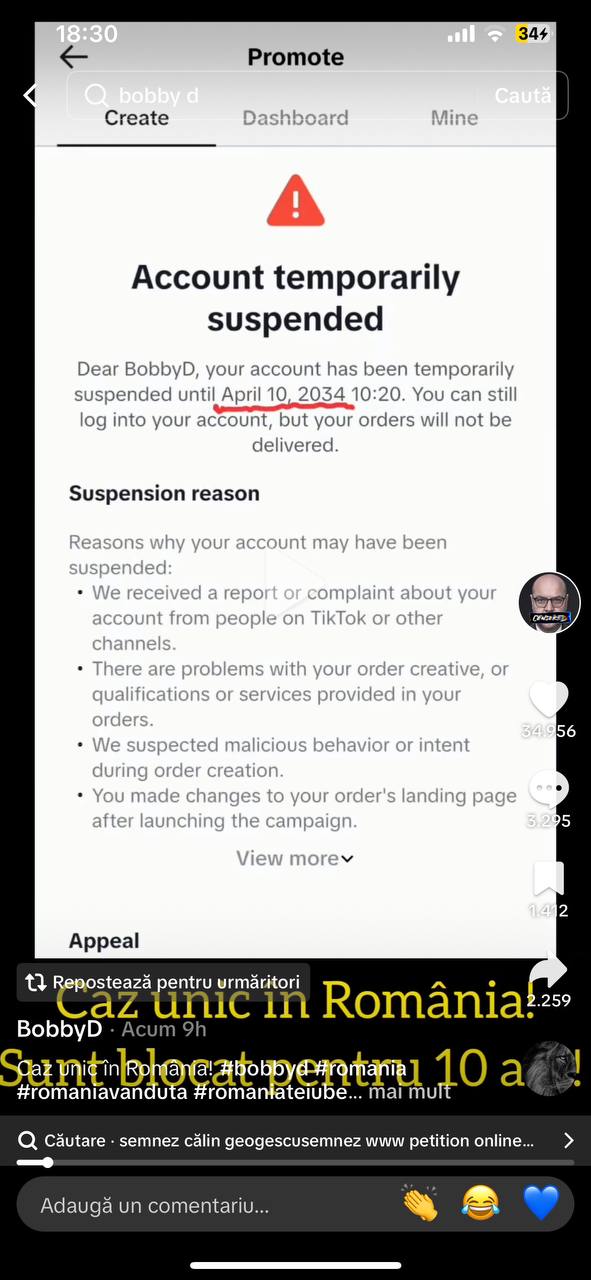 18:30
34
Promote
bobby d
Caută
Create
Dashboard
Mine
Account temporarily
suspended
Dear BobbyD, your account has been temporarily
suspended until April 10, 2034 10:20. You can still
log into your account, but your orders will not be
delivered.
Suspension reason
Reasons why your account may have been
suspended:
• We received a report or complaint about your
account from people on TikTok or other
channels.
• There are problems with your order creative, or
qualifications or services provided in your
orders.
• We suspected malicious behavior or intent
during order creation.
• You made changes to your order's landing page
after launching the campaign.
View more
Appeal
34.956
3.295
1.412
2.259
Repostează pentru urmăritori
Caz unic în România!
BobbyD · Acum 9h
Sunt blocat pentru 10 a !
Caz unic în România! #bobbyd #romania
#romaniavanduta #romaniateiube... mai mult
Căutare · semnez călin geogescusemnez www petition online...
Adaugă un comentariu...